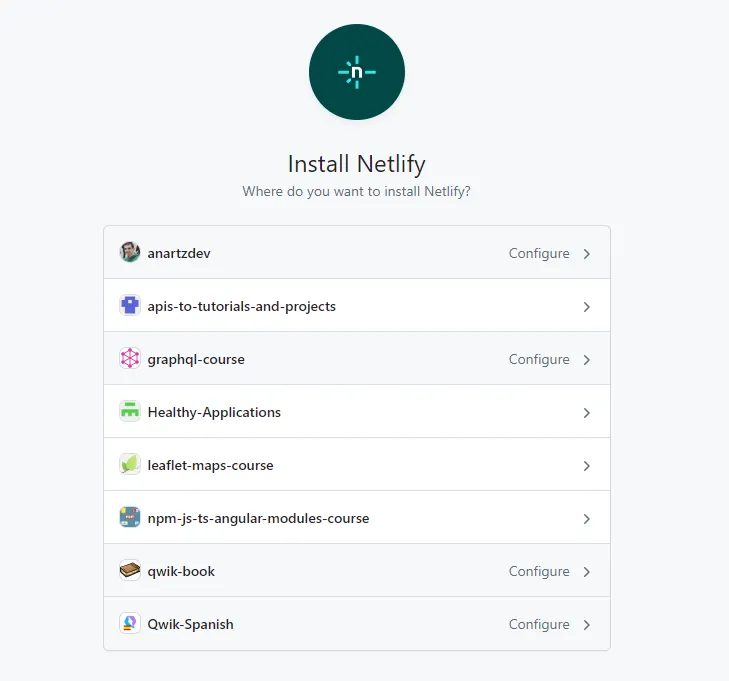 n
Install Netlify
Where do you want to install Netlify?
anartzdev Configure
apis-to-tutorials-and-projects
graphql-course Configure
Healthy-Applications
leaflet-maps-course
npm-js-ts-angular-modules-course
qwik-book Configure
Qwik-Spanish Configure